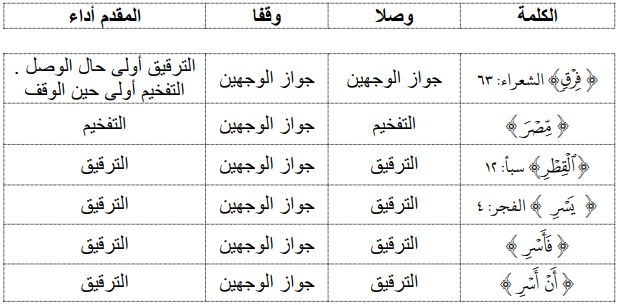 الكلمة وصلا وقفا المقدم أداء
﴿فِرْقٍ﴾ الشعراء: ٦٣ جواز الوجهين جواز الوجهين الترقيق أولى حال الوصل .
التفخيم أولى حين الوقف
﴿مِّصْرَ﴾ التفخيم جواز الوجهين التفخيم
﴿ٱلْقِطْرِ﴾ سبأ: ١٢ الترقيق جواز الوجهين الترقيق
﴿يَسْرِ﴾ الفجر: ٤ الترقيق جواز الوجهين الترقيق
﴿فَأَسْرِ﴾ الترقيق جواز الوجهين الترقيق
﴿أَنْ أَسْرِ﴾ الترقيق جواز الوجهين الترقيق